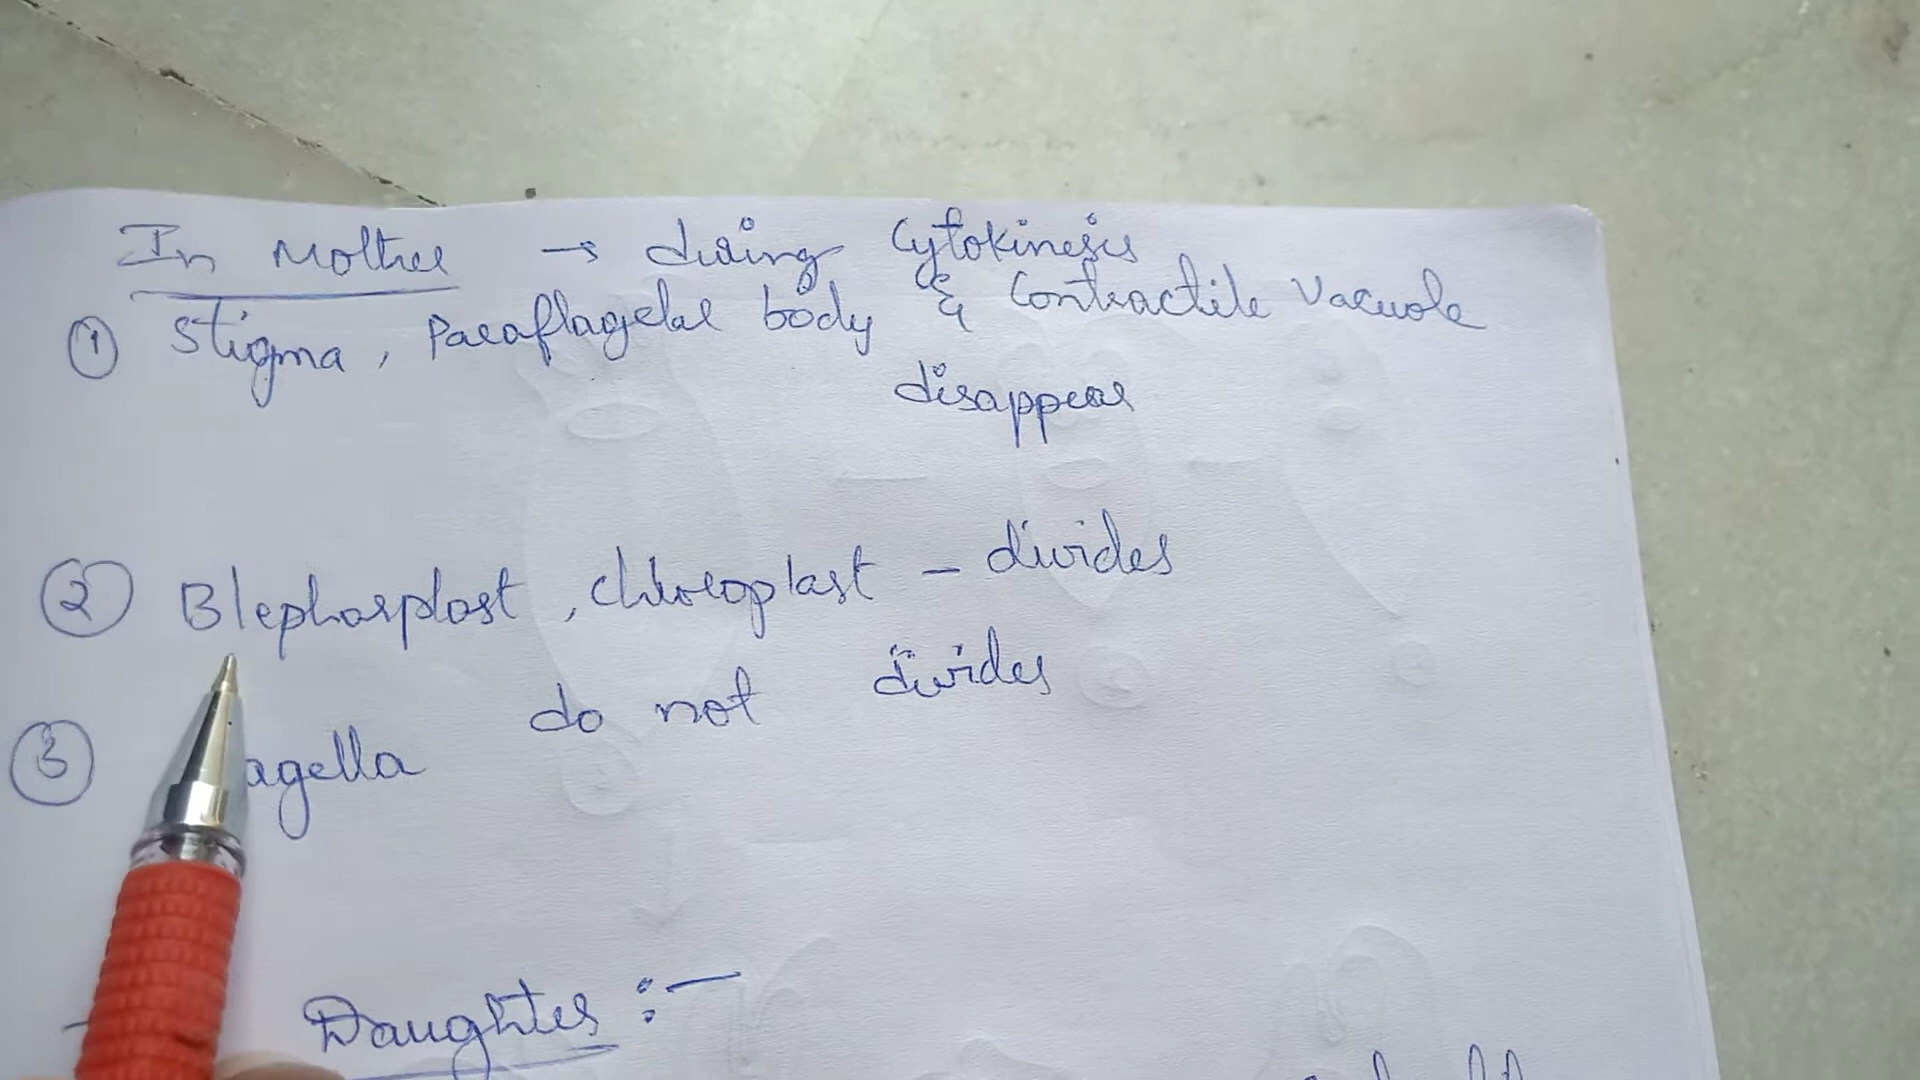 In Mother → during Cytokinesis
① Stigma, Paraflagelar body & Contractile Vacuole
disappear
② Blepharplast, chloroplast - divides
③ agella do not divides
Daughter :-